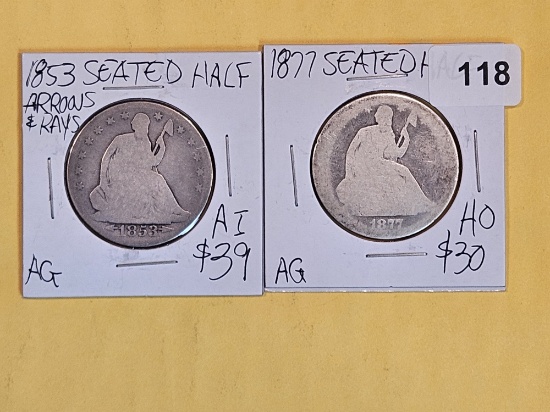 1853 SEATED HALF
ARROWS
& RAYS
1853
AI
$39
AG
1877 SEATED H
118
1877
HO
$30
AG